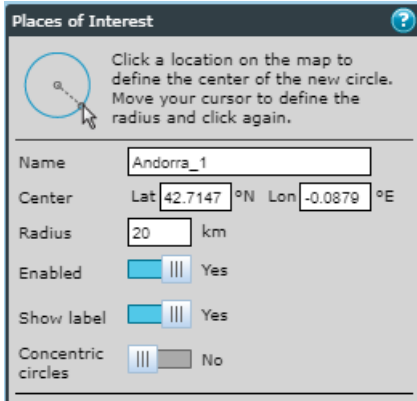 Places of Interest ?
Click a location on the map to
define the center of the new circle.
Move your cursor to define the
radius and click again.
Name Andorra_1
Center Lat 42.7147 °N Lon -0.0879 °E
Radius 20 km
Enabled Yes
Show label Yes
Concentric
circles No